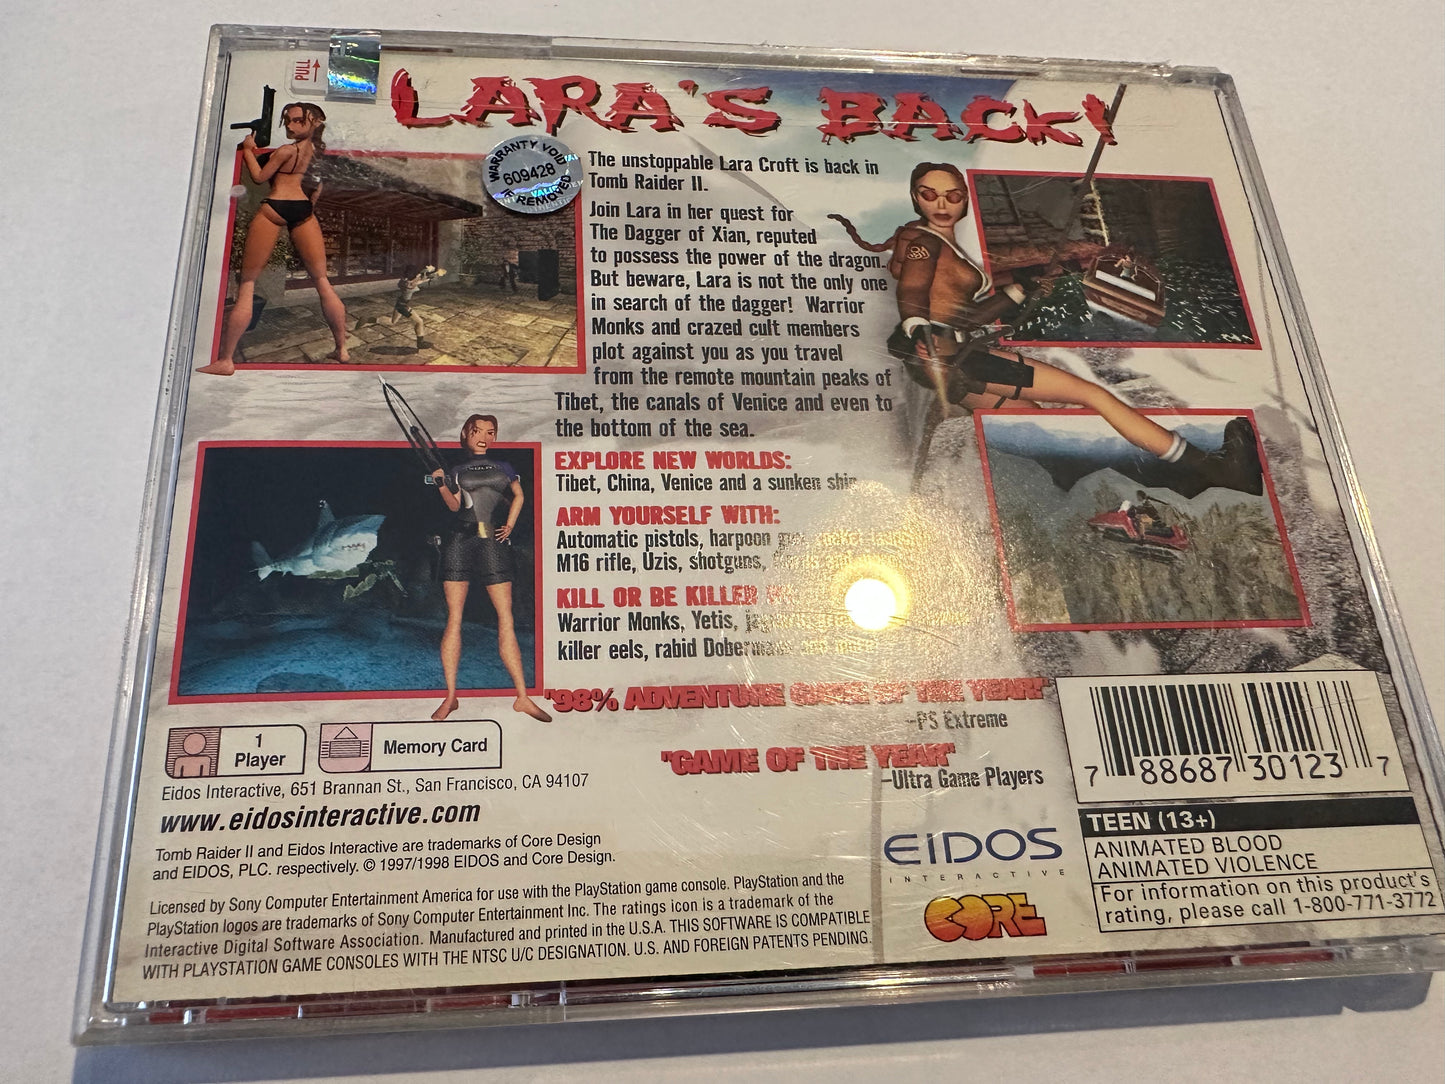 PULL
LARA'S BACK!
WARRANTY VOID
609428
IF REMOVED
The unstoppable Lara Croft is back in
Tomb Raider II.
Join Lara in her quest for
The Dagger of Xian, reputed
to possess the power of the dragon.
But beware, Lara is not the only one
in search of the dagger! Warrior
Monks and crazed cult members
plot against you as you travel
from the remote mountain peaks of
Tibet, the canals of Venice and even to
the bottom of the sea.
EXPLORE NEW WORLDS:
Tibet, China, Venice and a sunken ship
ARM YOURSELF WITH:
Automatic pistols, harpoon
M16 rifle, Uzis, shotguns,
KILL OR BE KILLED
Warrior Monks, Yetis,
killer eels, rabid Dobermans and more
"98% ADVENTURE GAME OF THE YEAR!"
-PS Extreme
"GAME OF THE YEAR"
-Ultra Game Players
1
Player
Memory Card
Eidos Interactive, 651 Brannan St., San Francisco, CA 94107
www.eidosinteractive.com
Tomb Raider II and Eidos Interactive are trademarks of Core Design
and EIDOS, PLC. respectively. © 1997/1998 EIDOS and Core Design.
Licensed by Sony Computer Entertainment America for use with the PlayStation game console. PlayStation and the
PlayStation logos are trademarks of Sony Computer Entertainment Inc. The ratings icon is a trademark of the
Interactive Digital Software Association. Manufactured and printed in the U.S.A. THIS SOFTWARE IS COMPATIBLE
WITH PLAYSTATION GAME CONSOLES WITH THE NTSC U/C DESIGNATION. U.S. AND FOREIGN PATENTS PENDING.
EIDOS
INTERACTIVE
CORE
7 88687 30123 7
TEEN (13+)
ANIMATED BLOOD
ANIMATED VIOLENCE
For information on this product's
rating, please call 1-800-771-3772